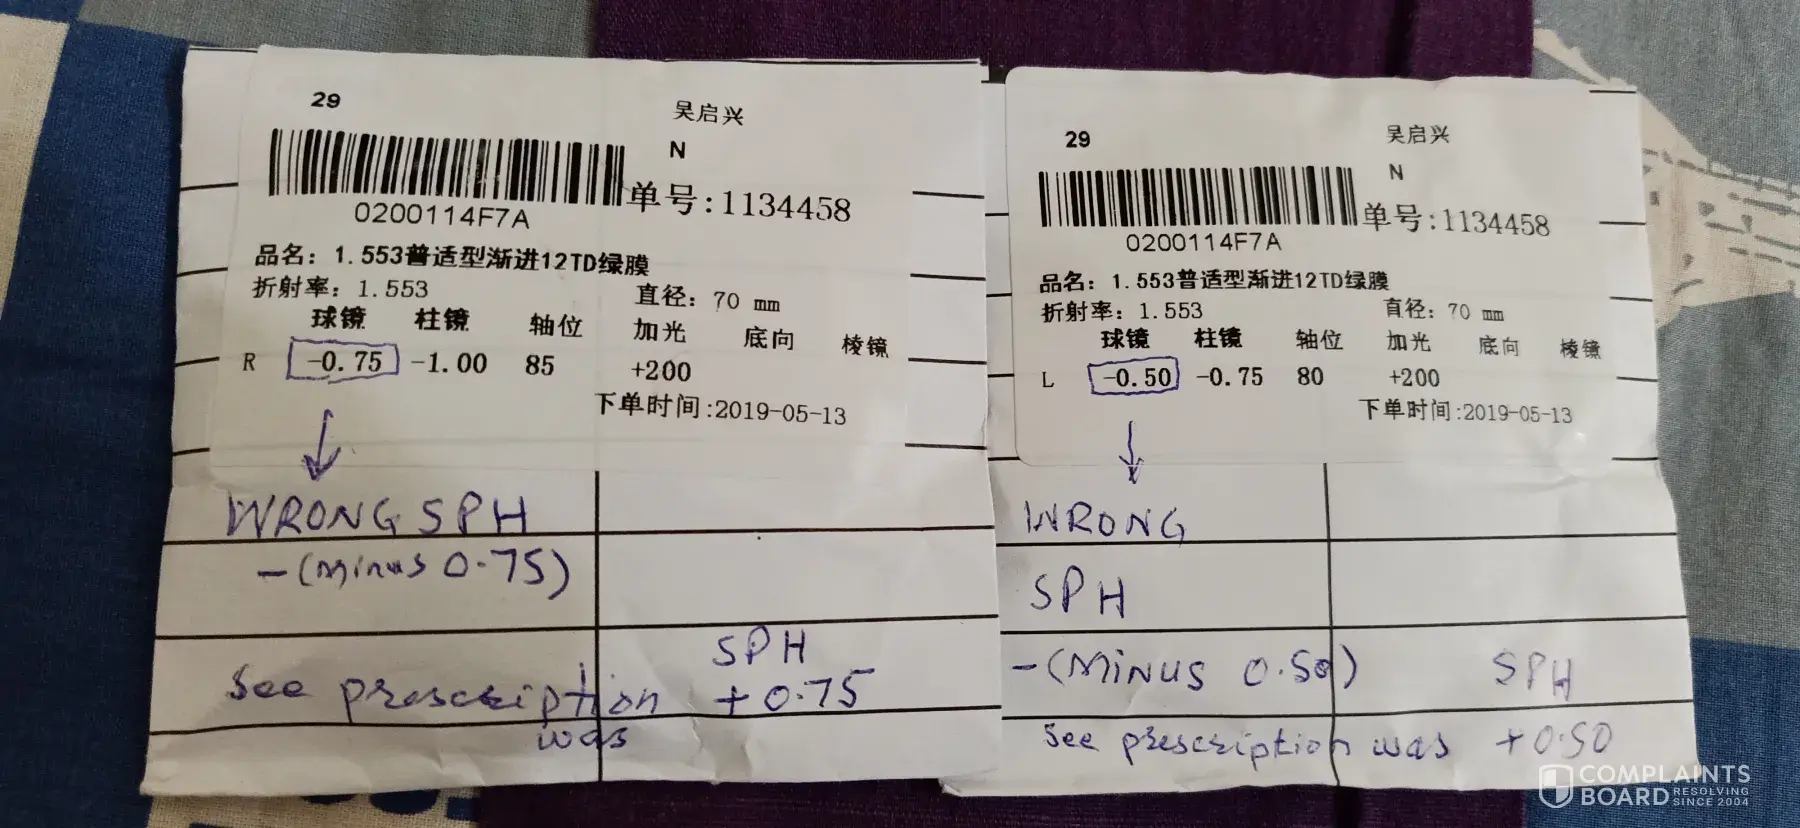 29
吴启兴
N
单号:1134458
0200114F7A
品名: 1.553普适型渐进12TD绿膜
折射率: 1.553 直径: 70 mm
球镜 柱镜 轴位 加光 底向 棱镜
R -0.75 -1.00 85 +200
下单时间:2019-05-13
WRONG SPH
-(minus 0.75)
SPH
See prescription +0.75
was
29
吴启兴
N
单号:1134458
0200114F7A
品名: 1.553普适型渐进12TD绿膜
折射率: 1.553 直径: 70 mm
球镜 柱镜 轴位 加光 底向 棱镜
L -0.50 -0.75 80 +200
下单时间:2019-05-13
WRONG
SPH
-(MINUS 0.50) SPH
See prescription was +0.50
COMPLAINTS
BOARD RESOLVING
SINCE 2004